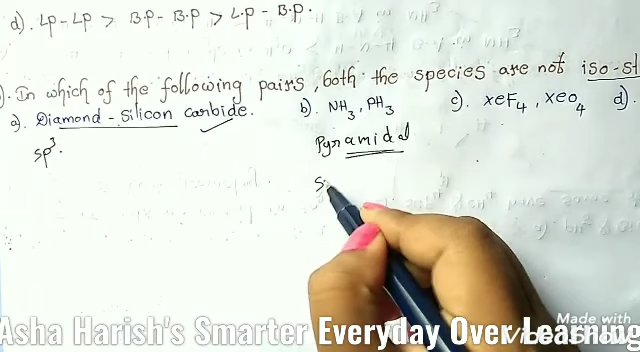 d). Lp - Lp > B.P - B.P > L.P - B.P.
). In which of the following pairs, both the species are not iso-st
a). Diamond - silicon carbide. b). NH3, PH3 c). XeF4, XeO4 d).
sp3. Pyramidal
s
Made with
VideoShow
Asha Harish's Smarter Everyday Over Learning